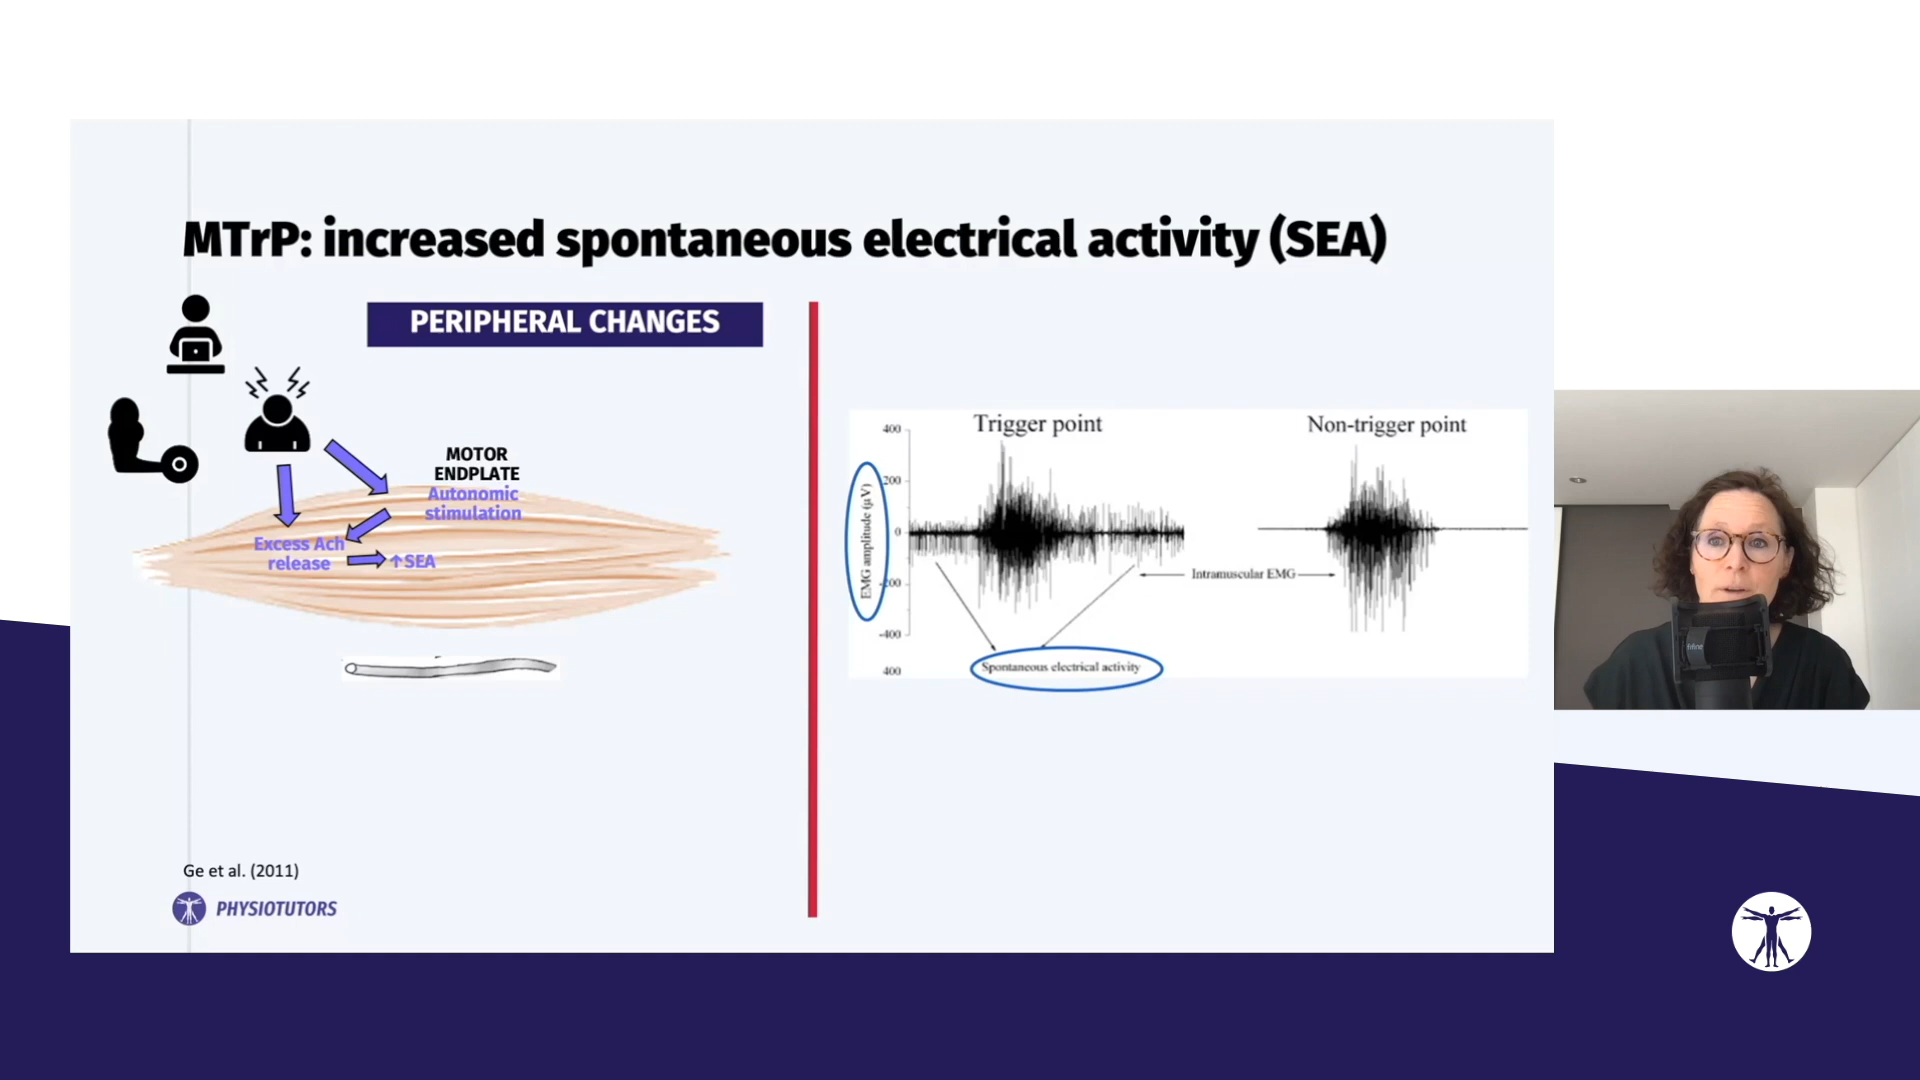 MTrP: increased spontaneous electrical activity (SEA)
PERIPHERAL CHANGES
MOTOR
ENDPLATE
Autonomic
stimulation
Excess Ach
release
↑SEA
Trigger point
Non-trigger point
EMG amplitude (µV)
400
200
0
-200
-400
400
Intramuscular EMG
Spontaneous electrical activity
Ge et al. (2011)
PHYSIOTUTORS